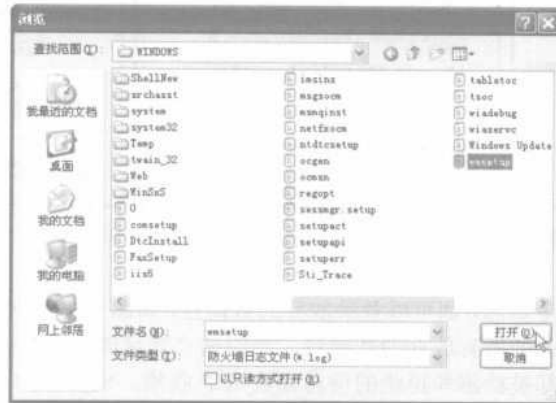 浏览
查找范围(I):
WINDOWS
我最近的文档
桌面
我的文档
我的电脑
网上邻居
ShellNew
srchasst
system
system32
Temp
twain_32
Web
WinSxS
0
comsetup
DtcInstall
FaxSetup
iis6
imsins
msgsocm
msmqinst
netfxocm
ntdtcsetup
ocgen
ocmsn
regopt
sessmgr.setup
setupact
setupapi
setuperr
Sti_Trace
tabletoc
tsoc
wiadebug
wiaservc
Windows Update
wmsetup
文件名(N):
wmsetup
打开(O)
文件类型(T):
防火墙日志文件(*.log)
取消
以只读方式打开(R)